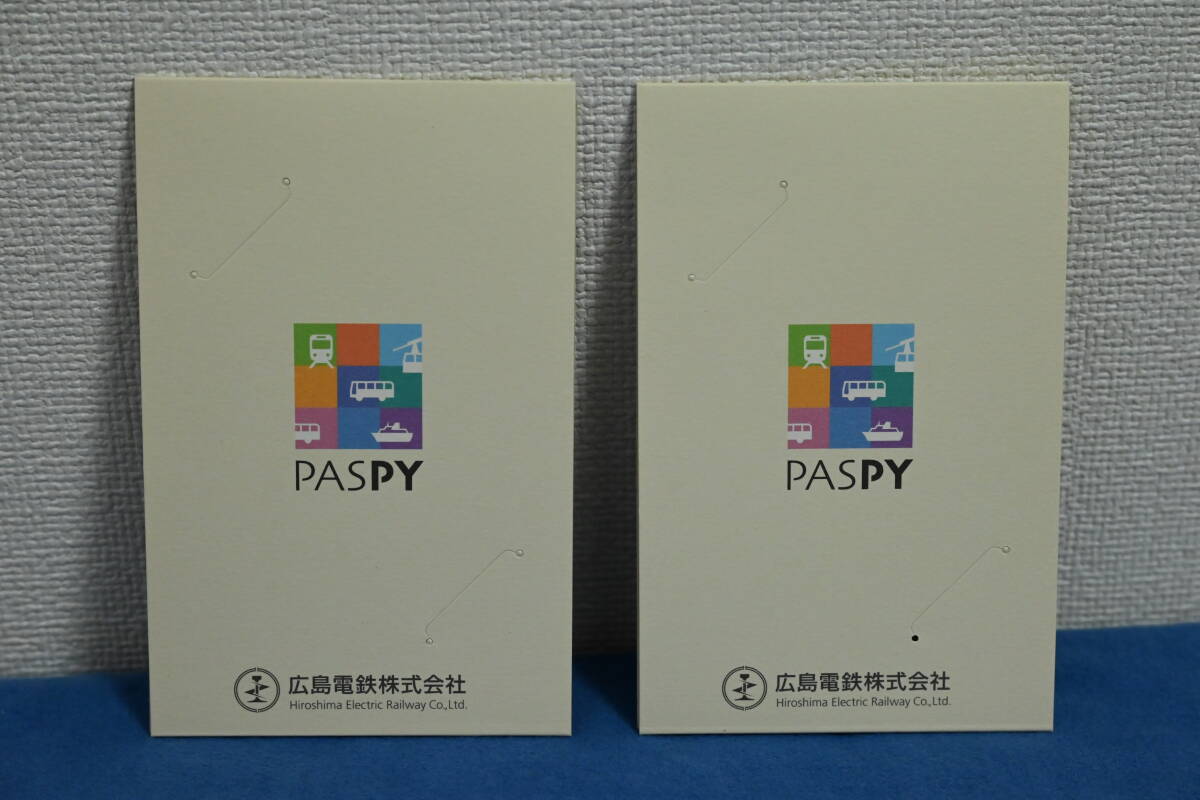 PASPY
広島電鉄株式会社
Hiroshima Electric Railway Co.,Ltd.
PASPY
広島電鉄株式会社
Hiroshima Electric Railway Co.,Ltd.